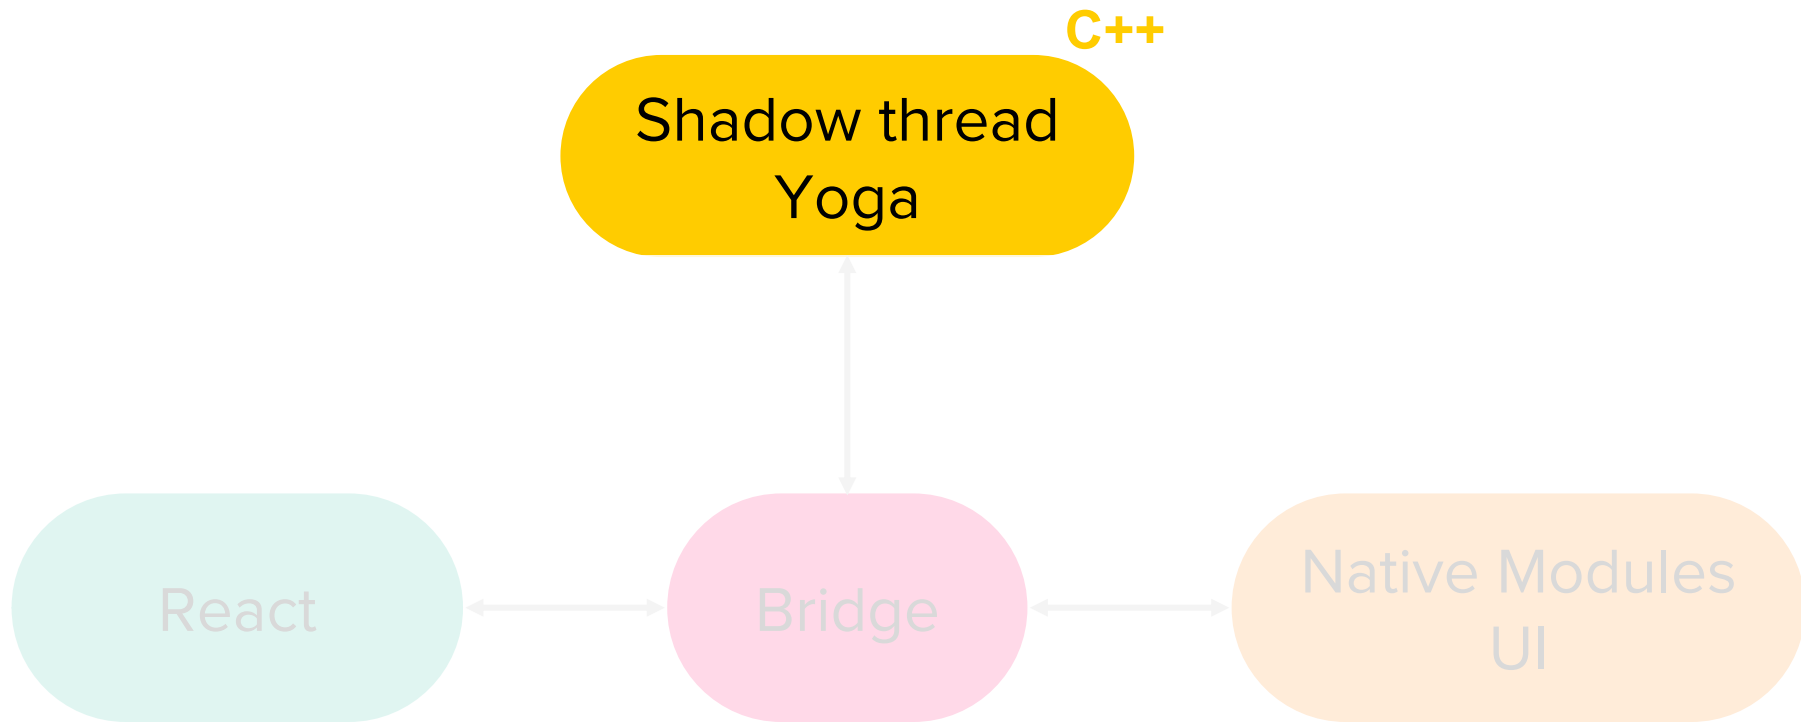 C++
Shadow thread
Yoga
React
Bridge
Native Modules
UI